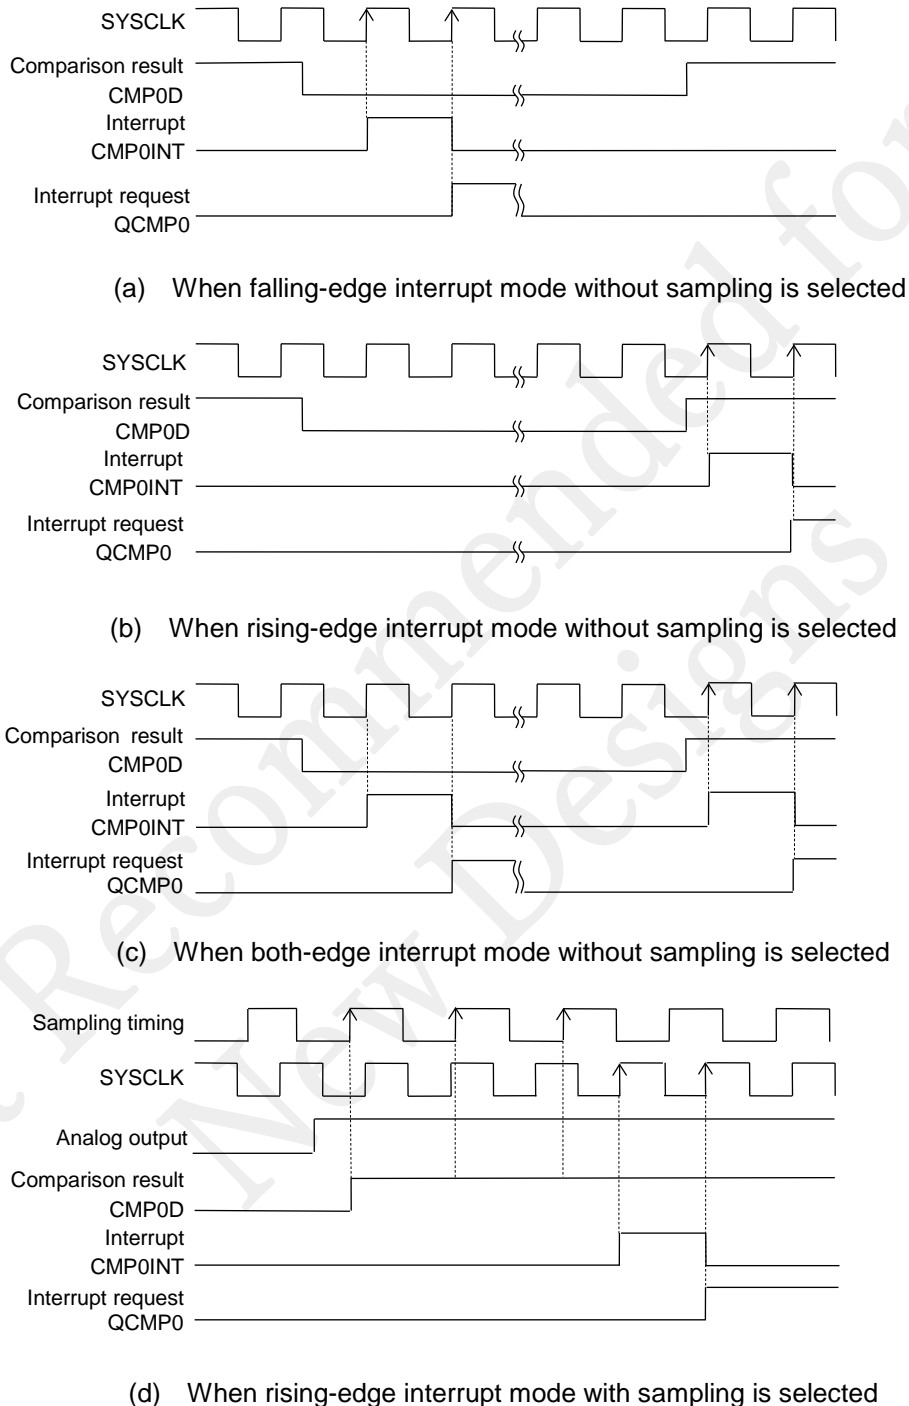 SYSCLK
Comparison result
CMP0D
Interrupt
CMP0INT
Interrupt request
QCMP0
(a) When falling-edge interrupt mode without sampling is selected
SYSCLK
Comparison result
CMP0D
Interrupt
CMP0INT
Interrupt request
QCMP0
(b) When rising-edge interrupt mode without sampling is selected
SYSCLK
Comparison result
CMP0D
Interrupt
CMP0INT
Interrupt request
QCMP0
(c) When both-edge interrupt mode without sampling is selected
Sampling timing
SYSCLK
Analog output
Comparison result
CMP0D
Interrupt
CMP0INT
Interrupt request
QCMP0
(d) When rising-edge interrupt mode with sampling is selected
Recommended for
New Designs